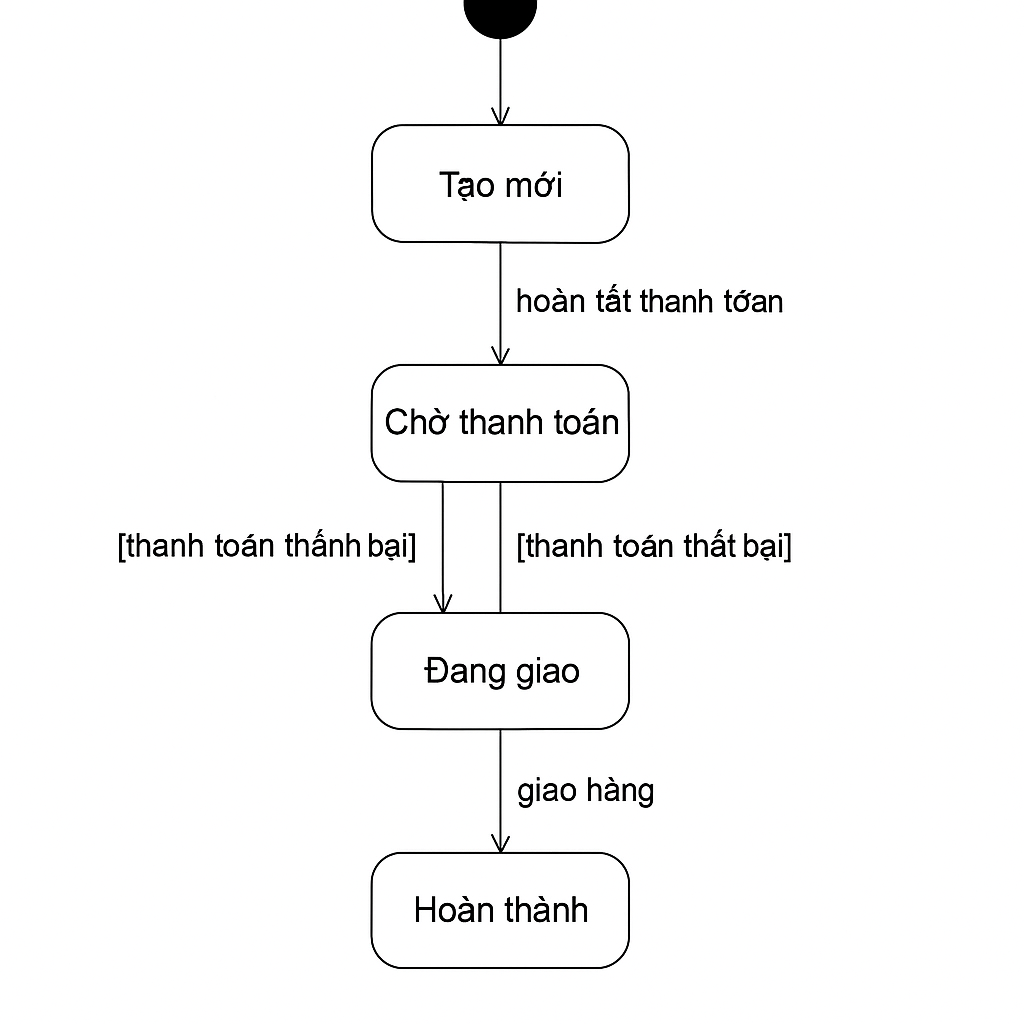 Tạo mới
hoàn tất thanh tớan
Chờ thanh toán
[thanh toán thấnh bại]
[thanh toán thất bại]
Đang giao
giao hàng
Hoàn thành